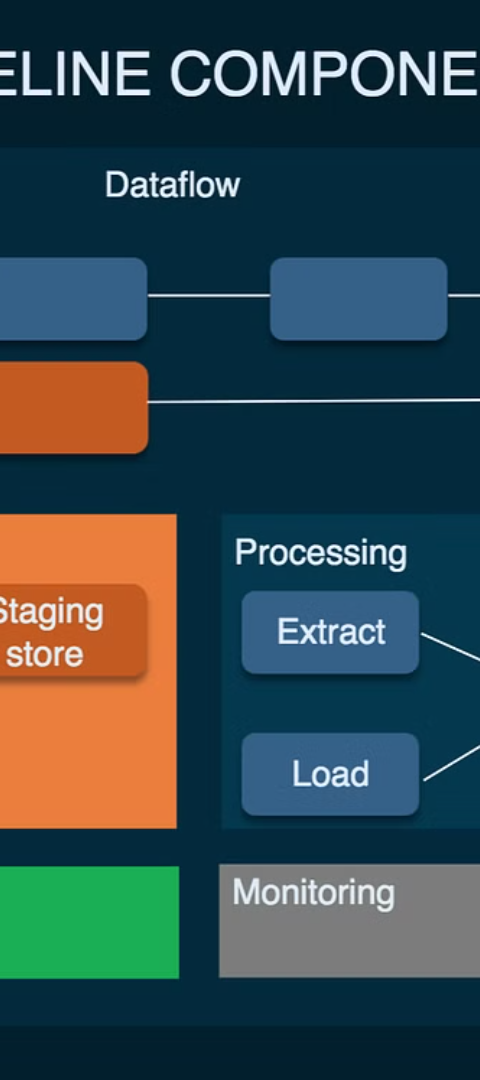 ELINE COMPONE
Dataflow
Processing
Staging
store
Extract
Load
Monitoring